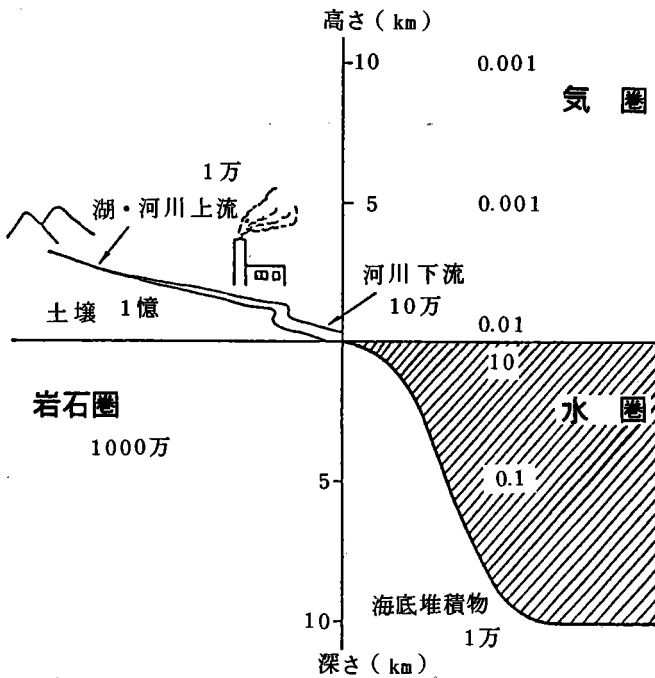 高さ(km)
10
0.001
気 圏
1万
湖・河川上流
5
0.001
河川下流
10万
土壌 1憶
0.01
10
岩石圏
水 圏
1000万
5
0.1
海底堆積物
10
1万
深さ(km)